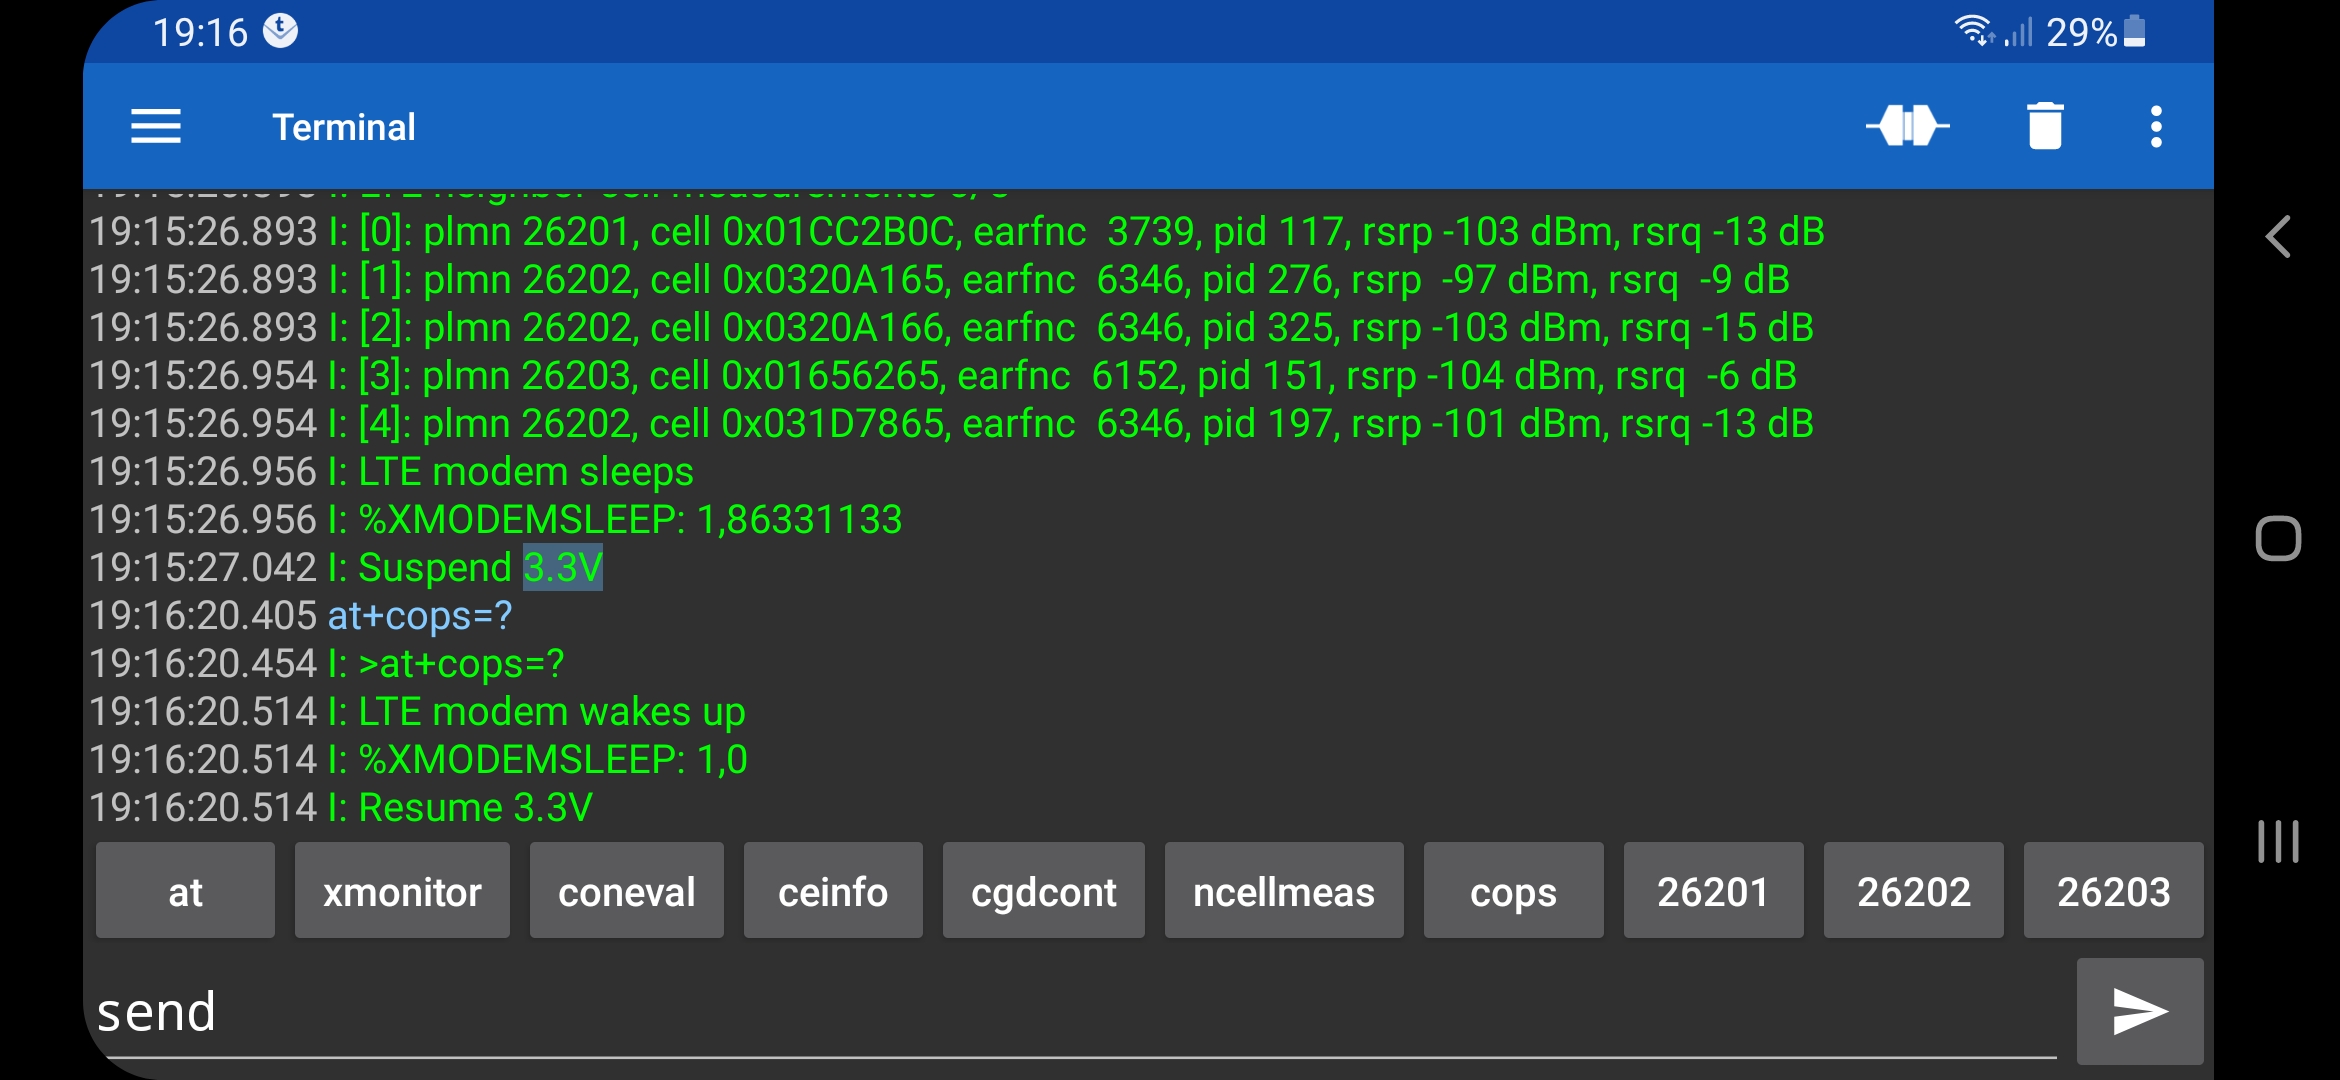 19:16 t 29%
Terminal
19:15:26.893 I: LTE neighbor cell measurements
19:15:26.893 I: [0]: plmn 26201, cell 0x01CC2B0C, earfnc  3739, pid 117, rsrp -103 dBm, rsrq -13 dB
19:15:26.893 I: [1]: plmn 26202, cell 0x0320A165, earfnc  6346, pid 276, rsrp  -97 dBm, rsrq  -9 dB
19:15:26.893 I: [2]: plmn 26202, cell 0x0320A166, earfnc  6346, pid 325, rsrp -103 dBm, rsrq -15 dB
19:15:26.954 I: [3]: plmn 26203, cell 0x01656265, earfnc  6152, pid 151, rsrp -104 dBm, rsrq  -6 dB
19:15:26.954 I: [4]: plmn 26202, cell 0x031D7865, earfnc  6346, pid 197, rsrp -101 dBm, rsrq -13 dB
19:15:26.956 I: LTE modem sleeps
19:15:26.956 I: %XMODEMSLEEP: 1,86331133
19:15:27.042 I: Suspend 3.3V
19:16:20.405 at+cops=?
19:16:20.454 I: >at+cops=?
19:16:20.514 I: LTE modem wakes up
19:16:20.514 I: %XMODEMSLEEP: 1,0
19:16:20.514 I: Resume 3.3V
at xmonitor coneval ceinfo cgdcont ncellmeas cops 26201 26202 26203
send